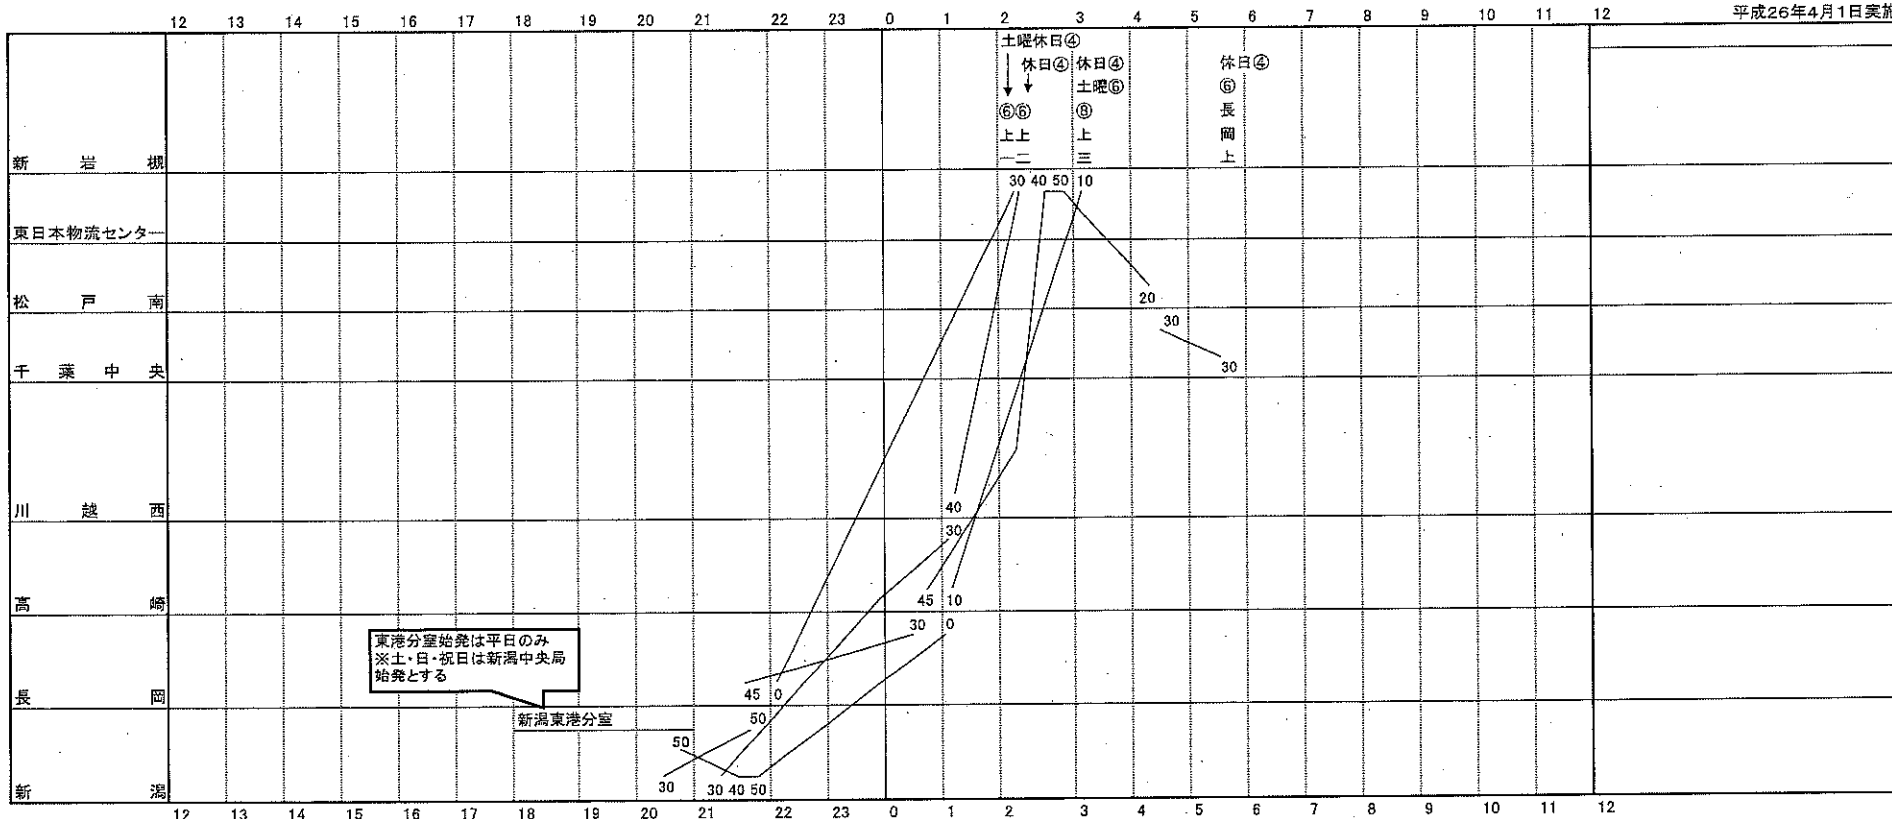 12 13 14 15 16 17 18 19 20 21 22 23 0 1 2 3 4 5 6 7 8 9 10 11 12
平成26年4月1日実施
土曜休日④
休日④ 休日④ 休日④
土曜⑥ ⑥
⑥⑥ ⑧ 長
上上 上 岡
一二 三 上
新岩槻
30 40 50 10
東日本物流センター
20
松戸南
30
30
千葉中央
40
川越西
30
45 10
高崎
30 0
東港分室始発は平日のみ
※土・日・祝日は新潟中央局
始発とする
45 0
長岡
新潟東港分室
50
50
30 30 40 50
新潟
12 13 14 15 16 17 18 19 20 21 22 23 0 1 2 3 4 5 6 7 8 9 10 11 12